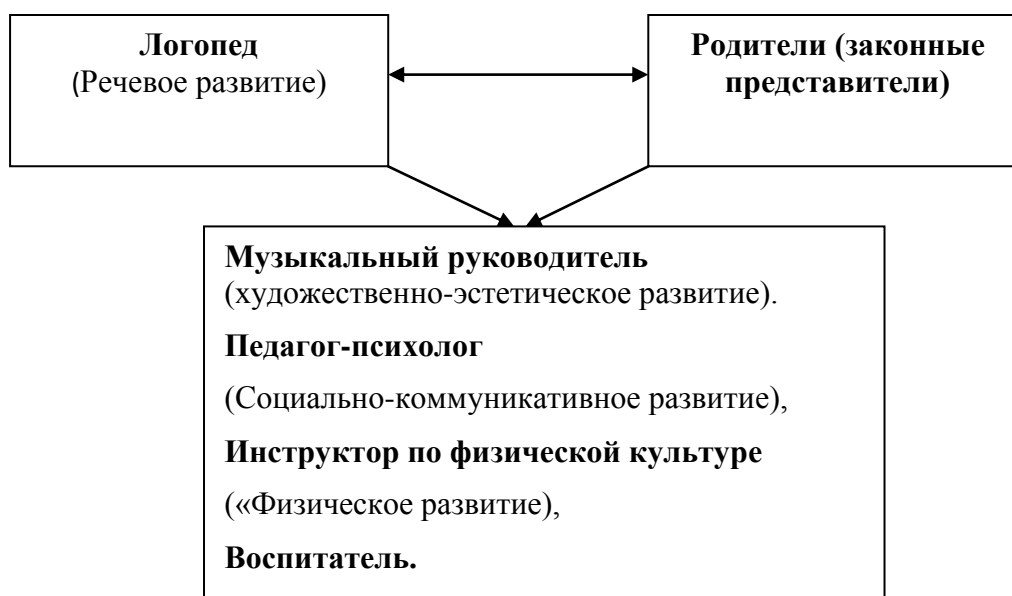 Логопед
(Речевое развитие)
Родители (законные
представители)
Музыкальный руководитель
(художественно-эстетическое развитие).
Педагог-психолог
(Социально-коммуникативное развитие),
Инструктор по физической культуре
(«Физическое развитие),
Воспитатель.